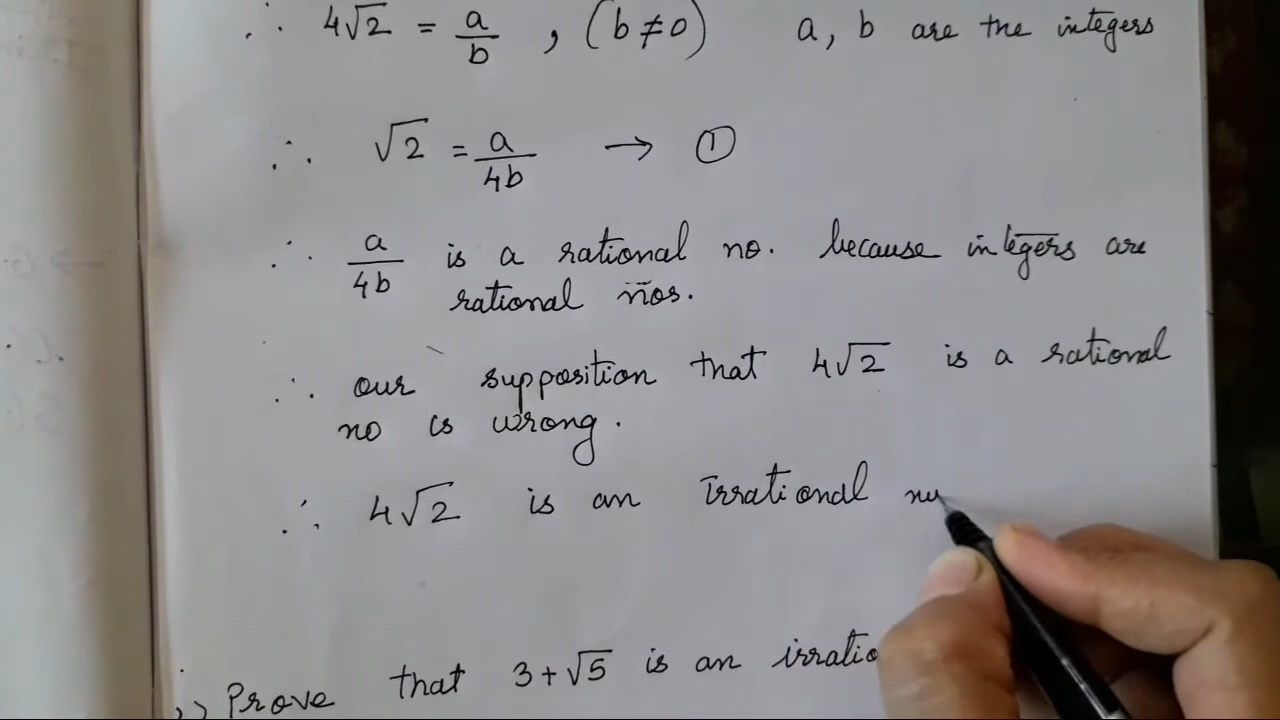 ∴ 4√2 = a/b , (b≠0) a, b are the integers
∴ √2 = a/4b → ①
∴ a/4b is a rational no. because integers are
rational nos.
∴ our supposition that 4√2 is a rational
no is wrong.
∴ 4√2 is an irrational nu
Prove that 3+√5 is an irratio